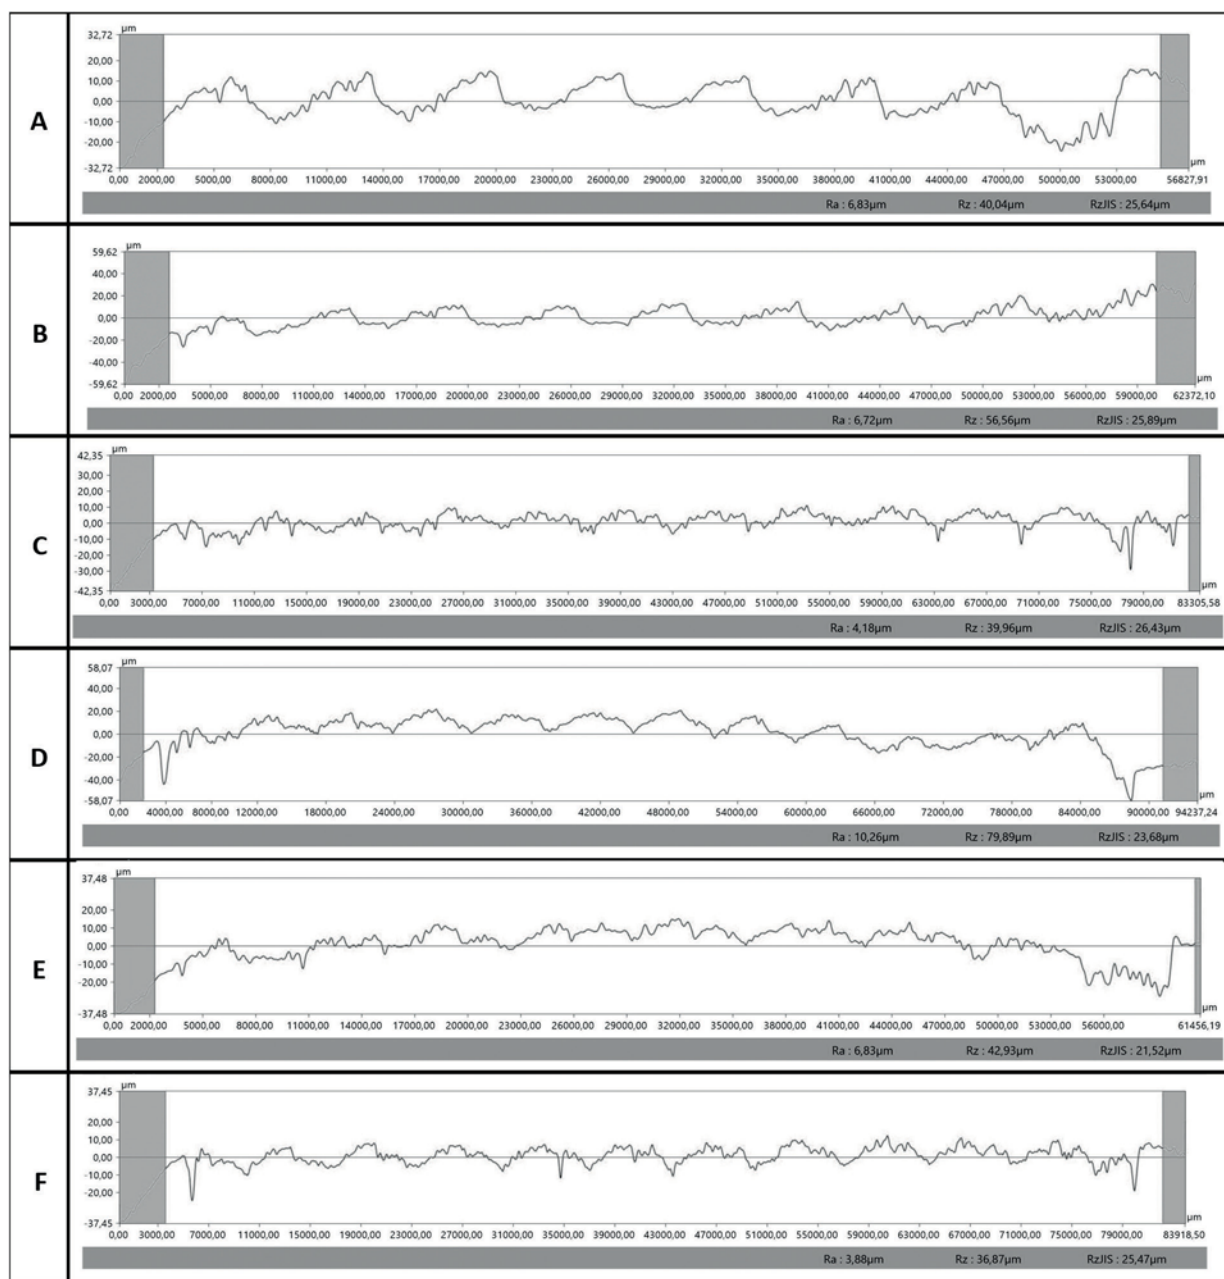 A
µm
32,72
20,00
10,00
0,00
-10,00
-20,00
-32,72
µm
0,00 2000,00 5000,00 8000,00 11000,00 14000,00 17000,00 20000,00 23000,00 26000,00 29000,00 32000,00 35000,00 38000,00 41000,00 44000,00 47000,00 50000,00 53000,00 56827,91
Ra : 6,83µm Rz : 40,04µm RzJIS : 25,64µm
B
µm
59,62
40,00
20,00
0,00
-20,00
-40,00
-59,62
µm
0,00 2000,00 5000,00 8000,00 11000,00 14000,00 17000,00 20000,00 23000,00 26000,00 29000,00 32000,00 35000,00 38000,00 41000,00 44000,00 47000,00 50000,00 53000,00 56000,00 59000,00 62372,10
Ra : 6,72µm Rz : 56,56µm RzJIS : 25,89µm
C
µm
42,35
30,00
20,00
10,00
0,00
-10,00
-20,00
-30,00
-42,35
µm
0,00 3000,00 7000,00 11000,00 15000,00 19000,00 23000,00 27000,00 31000,00 35000,00 39000,00 43000,00 47000,00 51000,00 55000,00 59000,00 63000,00 67000,00 71000,00 75000,00 79000,00 83305,58
Ra : 4,18µm Rz : 39,96µm RzJIS : 26,43µm
D
µm
58,07
40,00
20,00
0,00
-20,00
-40,00
-58,07
µm
0,00 4000,00 8000,00 12000,00 18000,00 24000,00 30000,00 36000,00 42000,00 48000,00 54000,00 60000,00 66000,00 72000,00 78000,00 84000,00 90000,00 94237,24
Ra : 10,26µm Rz : 79,89µm RzJIS : 23,68µm
E
µm
37,48
20,00
10,00
0,00
-10,00
-20,00
-37,48
µm
0,00 2000,00 5000,00 8000,00 11000,00 14000,00 17000,00 20000,00 23000,00 26000,00 29000,00 32000,00 35000,00 38000,00 41000,00 44000,00 47000,00 50000,00 53000,00 56000,00 61456,19
Ra : 6,83µm Rz : 42,93µm RzJIS : 21,52µm
F
µm
37,45
20,00
10,00
0,00
-10,00
-20,00
-37,45
µm
0,00 3000,00 7000,00 11000,00 15000,00 19000,00 23000,00 27000,00 31000,00 35000,00 39000,00 43000,00 47000,00 51000,00 55000,00 59000,00 63000,00 67000,00 71000,00 75000,00 79000,00 83918,50
Ra : 3,88µm Rz : 36,87µm RzJIS : 25,47µm